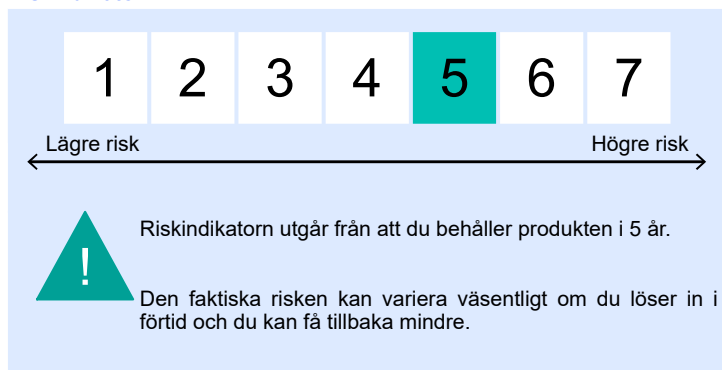 1 2 3 4 5 6 7
Lägre risk Högre risk
!
Riskindikatorn utgår från att du behåller produkten i 5 år.
Den faktiska risken kan variera väsentligt om du löser in i
förtid och du kan få tillbaka mindre.